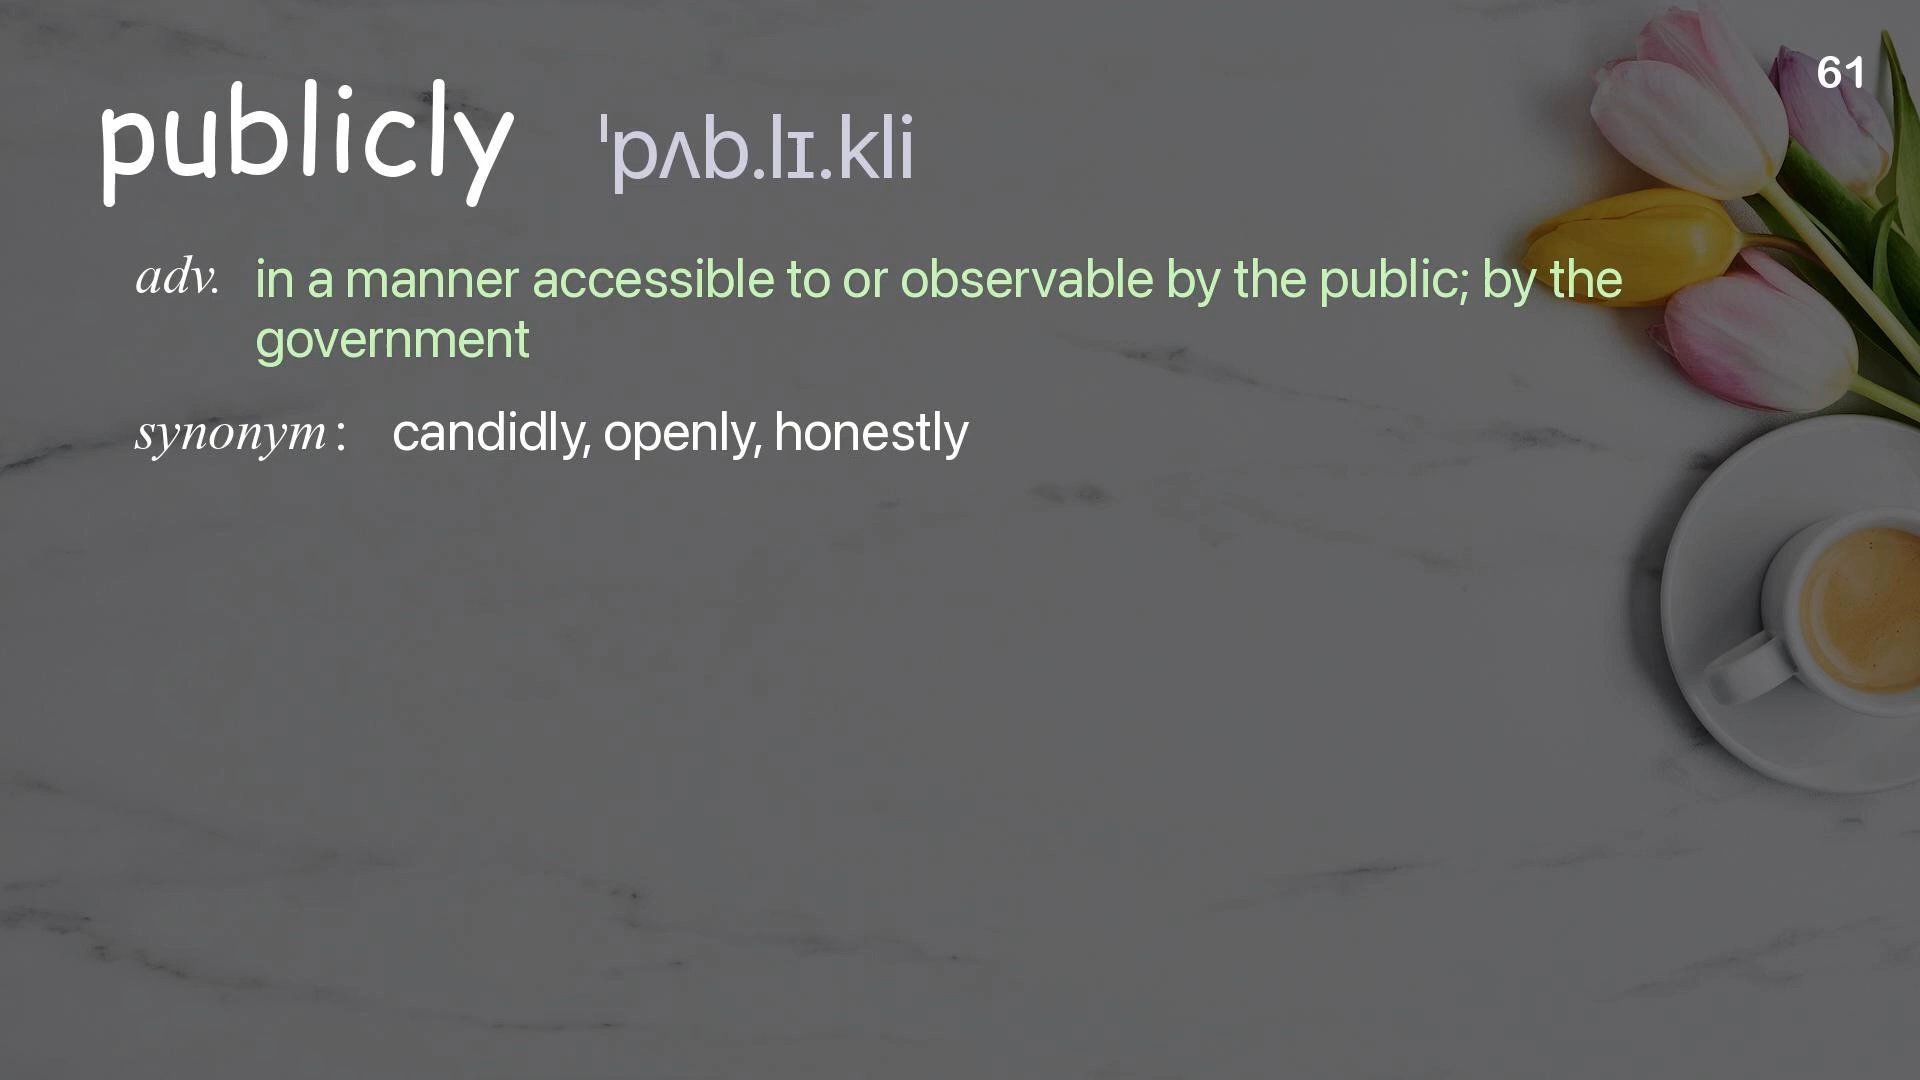 61
publicly ˈpʌb.lɪ.kli
adv. in a manner accessible to or observable by the public; by the
government
synonym: candidly, openly, honestly